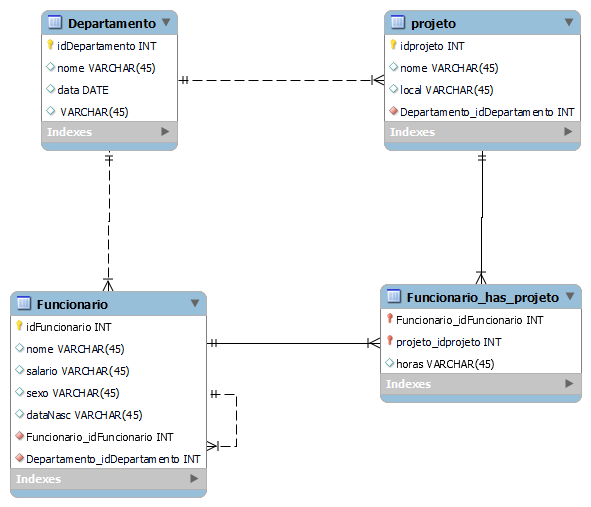 Departamento
idDepartamento INT
nome VARCHAR(45)
data DATE
VARCHAR(45)
Indexes
projeto
idprojeto INT
nome VARCHAR(45)
local VARCHAR(45)
Departamento_idDepartamento INT
Indexes
Funcionario
idFuncionario INT
nome VARCHAR(45)
salario VARCHAR(45)
sexo VARCHAR(45)
dataNasc VARCHAR(45)
Funcionario_idFuncionario INT
Departamento_idDepartamento INT
Indexes
Funcionario_has_projeto
Funcionario_idFuncionario INT
projeto_idprojeto INT
horas VARCHAR(45)
Indexes